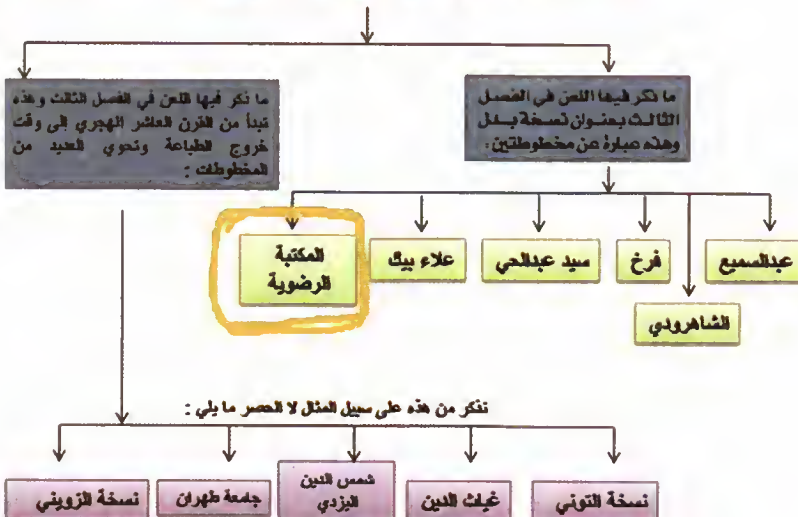 ما ذكر فيها اللعن في الفصل
الثالث بعنوان نسخة بدل
وهذه عبارة عن مخطوطتين :
ما ذكر فيها اللعن في الفصل الثالث وهذه
تبدأ من القرن العاشر الهجري إلى وقت
خروج الطباعة وتحوي العديد من
المخطوطات :
عبدالسميع
فرخ
سيد عبدالحي
علاء بيك
المكتبة
الرضوية
الشاهرودي
نذكر من هذه على سبيل المثال لا الحصر ما يلي :
نسخة التوني
غياث الدين
شمس الدين
اليزدي
جامعة طهران
نسخة الزويني